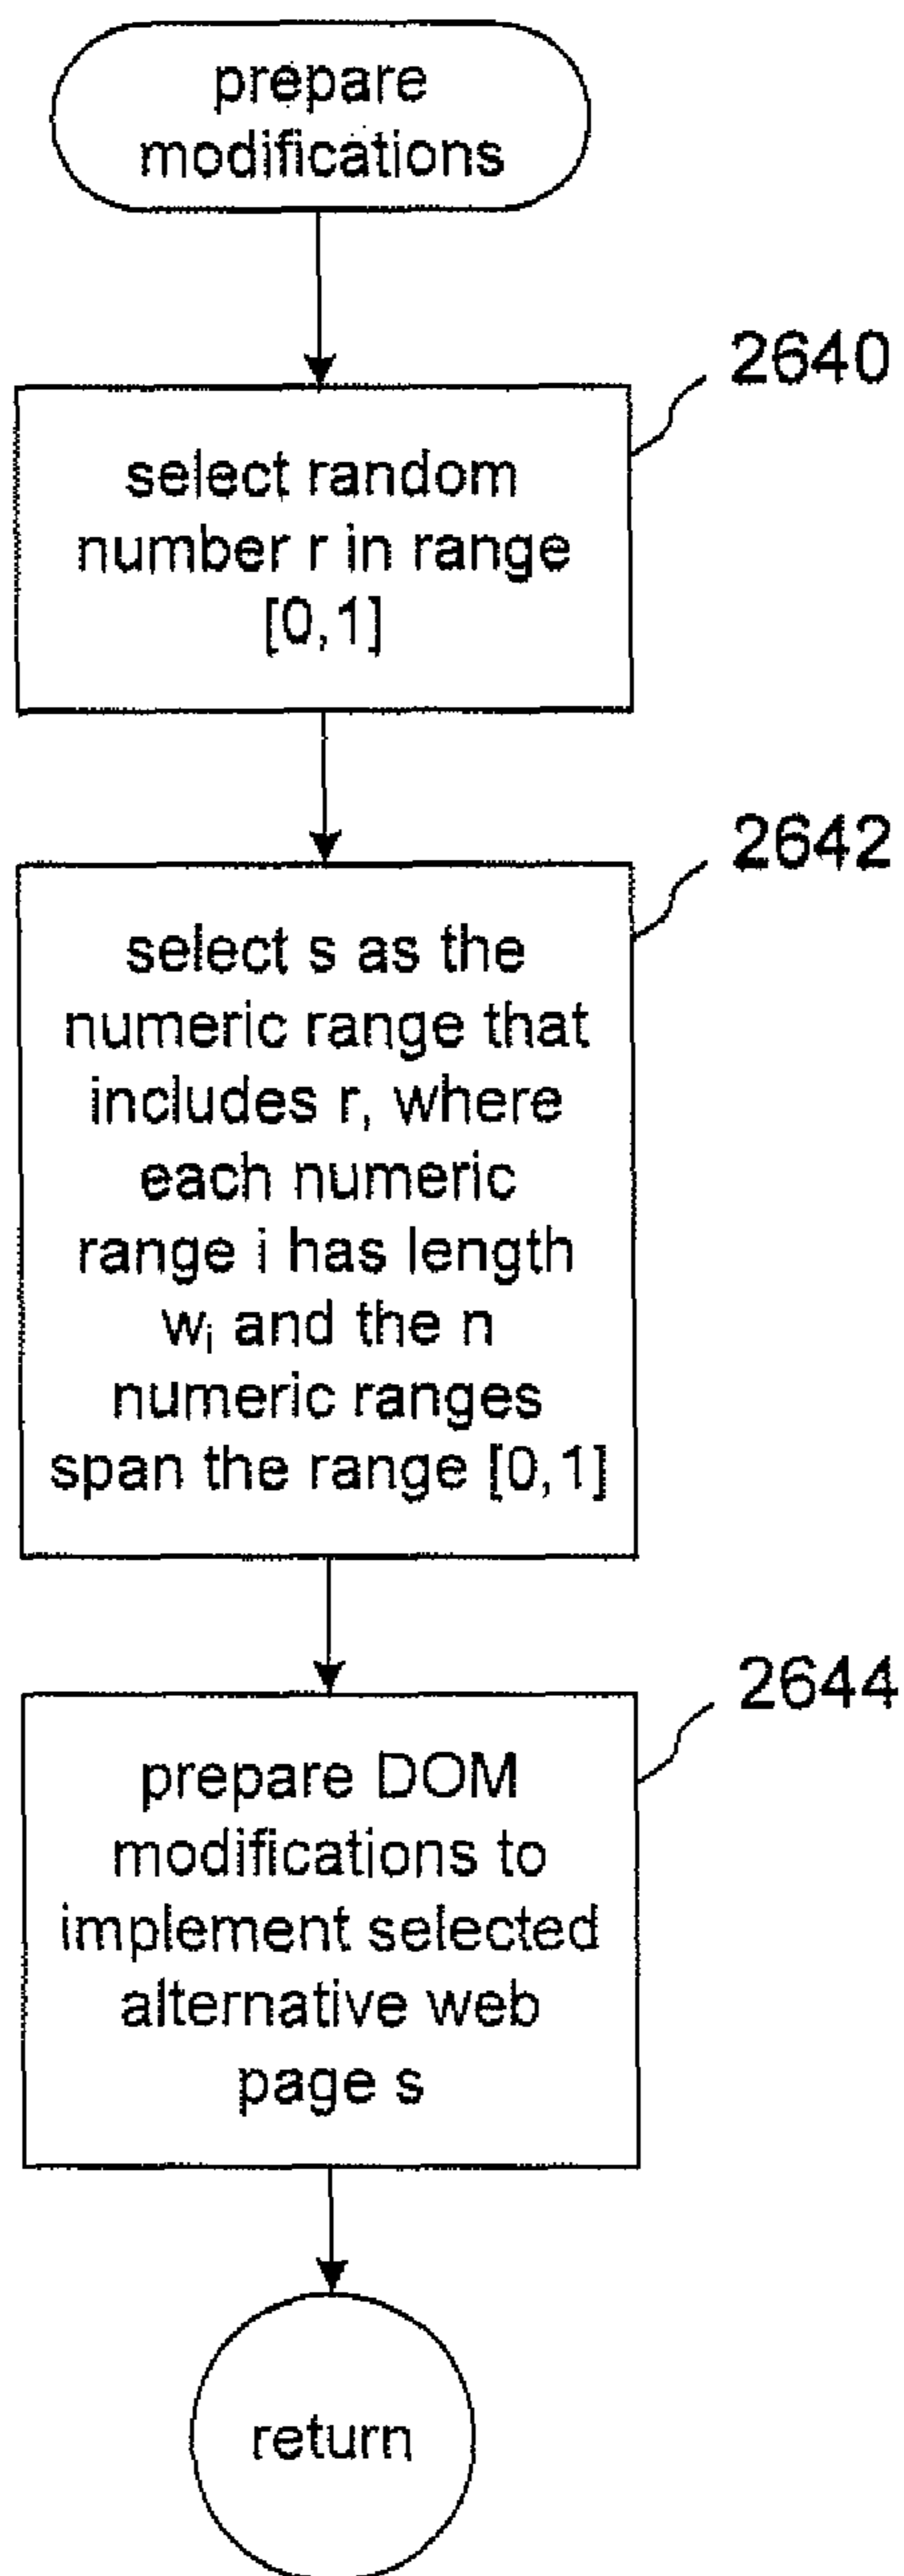 prepare
modifications
2640
select random
number r in range
[0,1]
2642
select s as the
numeric range that
includes r, where
each numeric
range i has length
wᵢ and the n
numeric ranges
span the range [0,1]
2644
prepare DOM
modifications to
implement selected
alternative web
page s
return